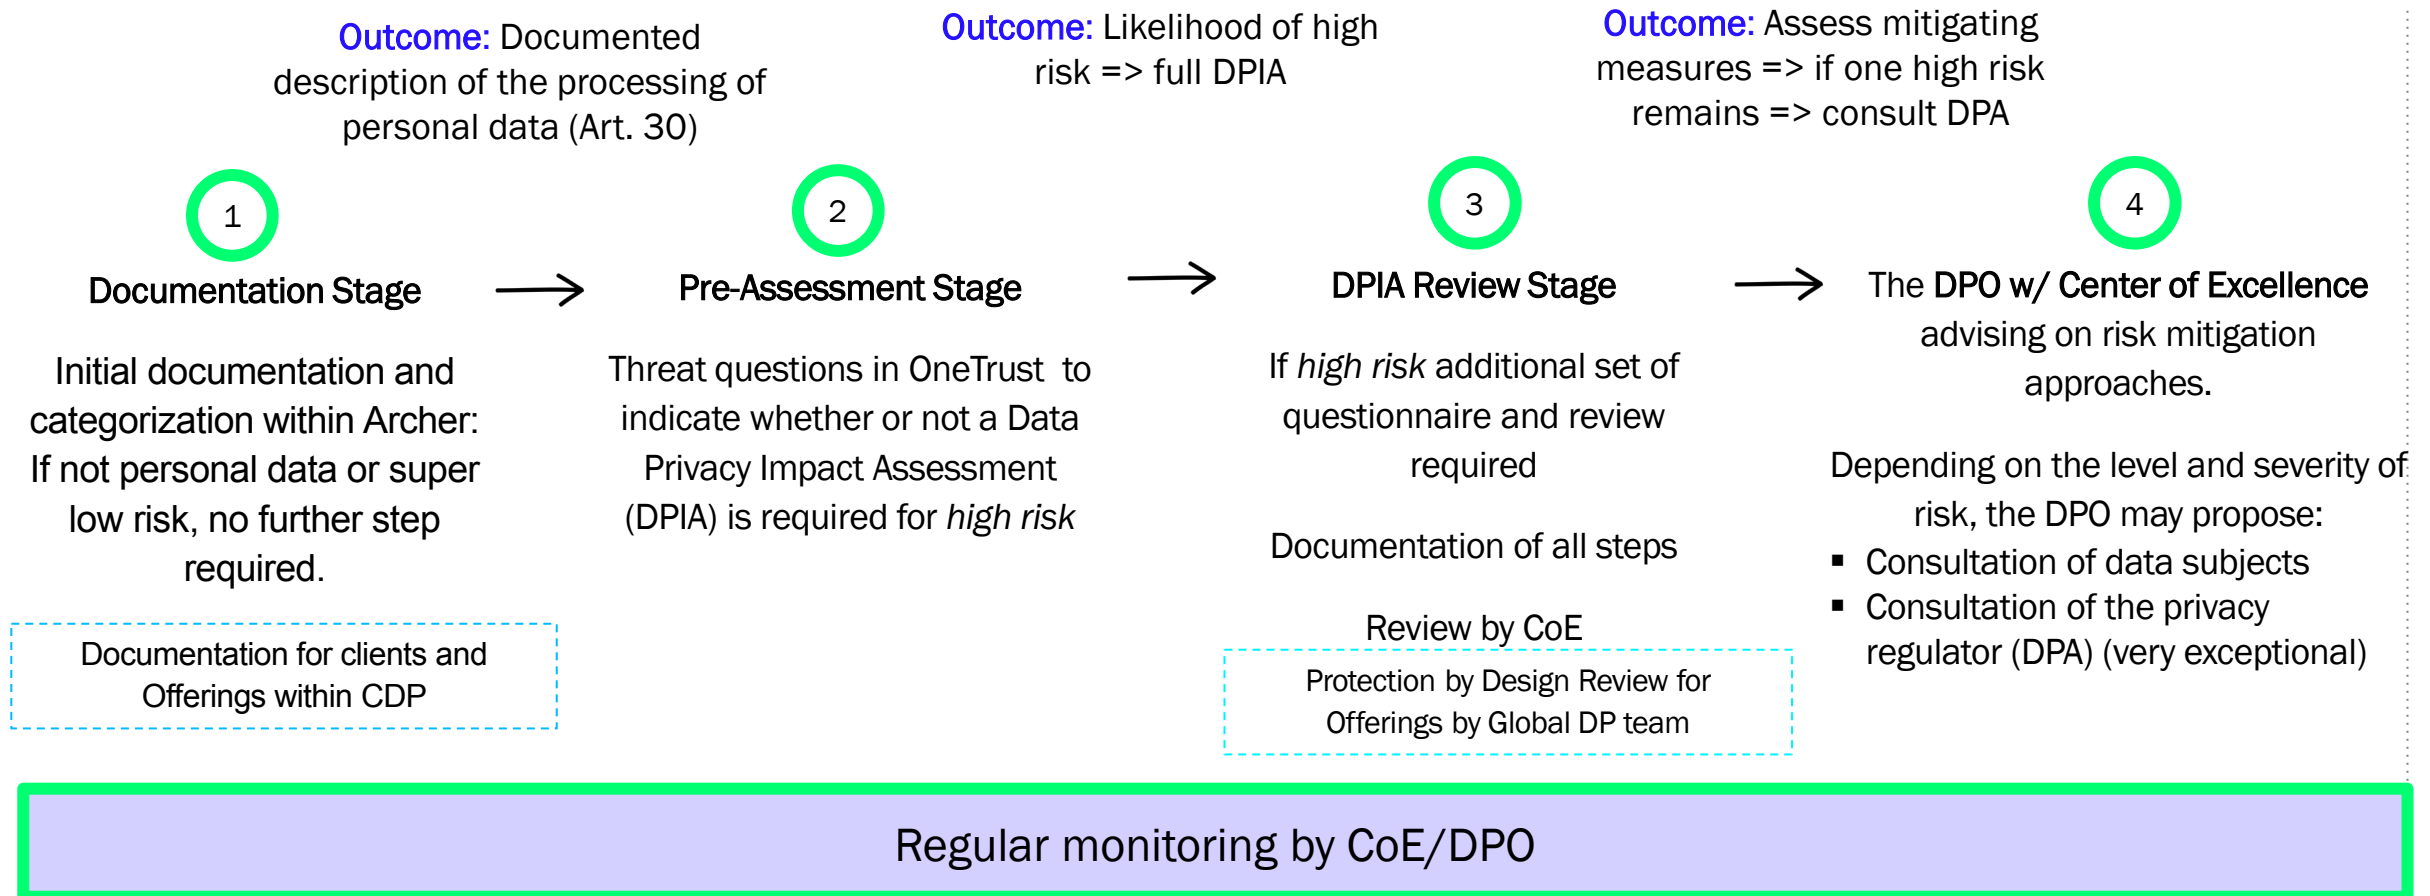 Outcome: Documented
description of the processing of
personal data (Art. 30)
Outcome: Likelihood of high
risk => full DPIA
Outcome: Assess mitigating
measures => if one high risk
remains => consult DPA
1
Documentation Stage
Initial documentation and
categorization within Archer:
If not personal data or super
low risk, no further step
required.
Documentation for clients and
Offerings within CDP
2
Pre-Assessment Stage
Threat questions in OneTrust to
indicate whether or not a Data
Privacy Impact Assessment
(DPIA) is required for high risk
3
DPIA Review Stage
If high risk additional set of
questionnaire and review
required
Documentation of all steps
Review by CoE
Protection by Design Review for
Offerings by Global DP team
4
The DPO w/ Center of Excellence
advising on risk mitigation
approaches.
Depending on the level and severity of
risk, the DPO may propose:
▪ Consultation of data subjects
▪ Consultation of the privacy
regulator (DPA) (very exceptional)
Regular monitoring by CoE/DPO